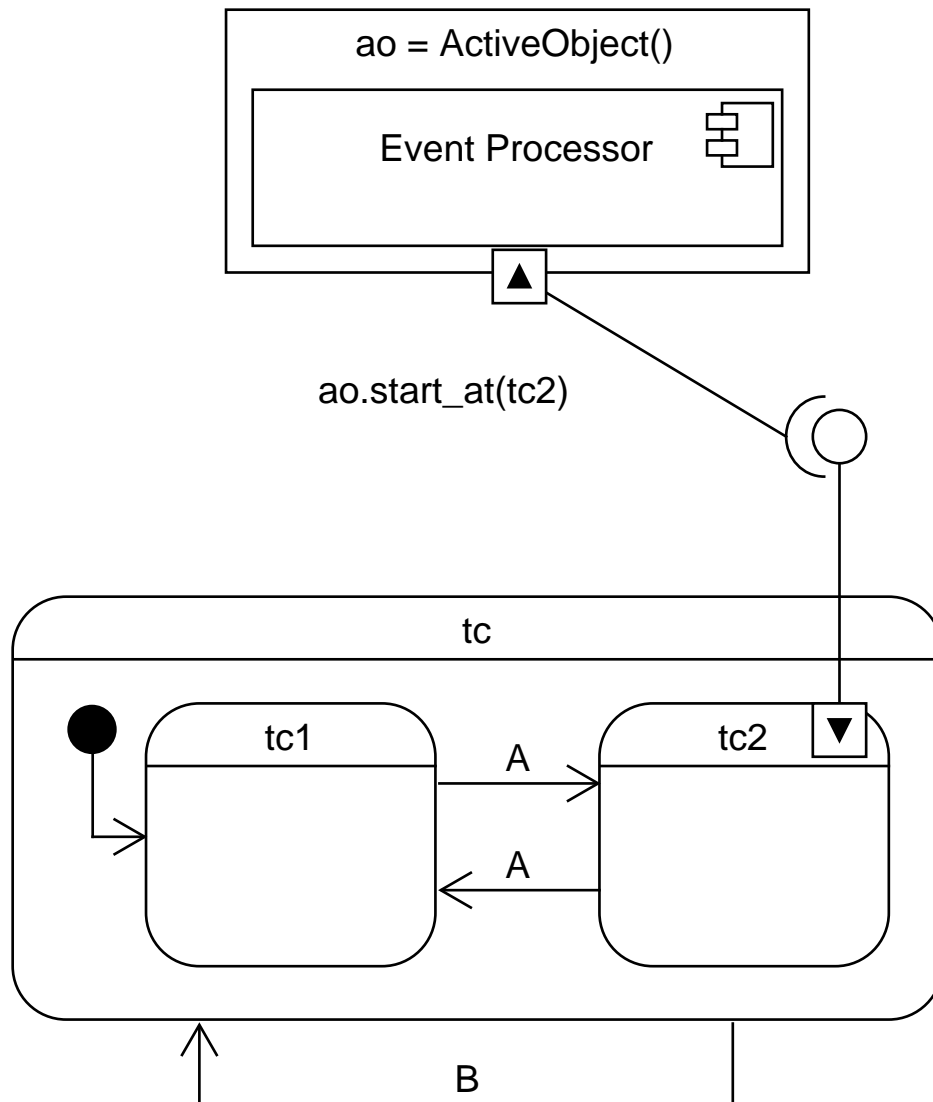 ao = ActiveObject()
Event Processor
ao.start_at(tc2)
tc
tc1
A
tc2
A
B